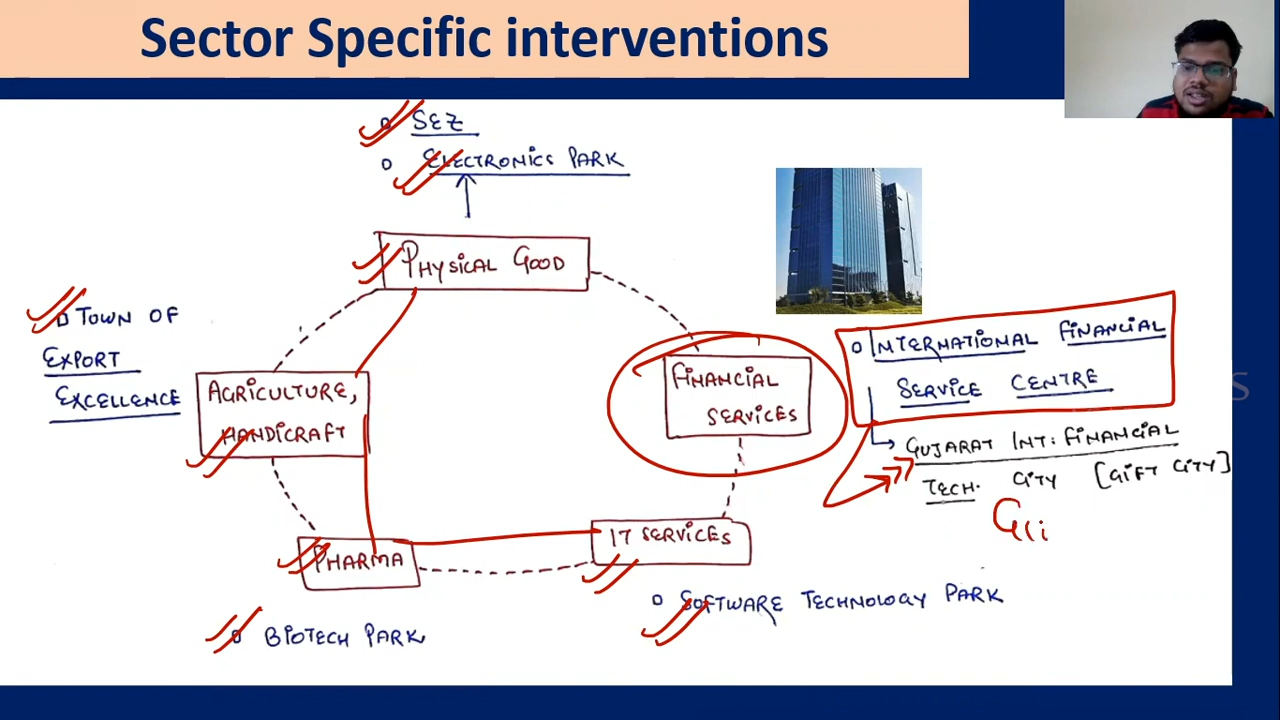 Sector Specific interventions
SEZ
ELECTRONICS PARK
PHYSICAL GOOD
TOWN OF
EXPORT
EXCELLENCE
AGRICULTURE,
HANDICRAFT
FINANCIAL
SERVICES
INTERNATIONAL FINANCIAL
SERVICE CENTRE
GUJARAT INT: FINANCIAL
TECH. CITY [GIFT CITY]
Gli
PHARMA
IT SERVICES
SOFTWARE TECHNOLOGY PARK
BIOTECH PARK